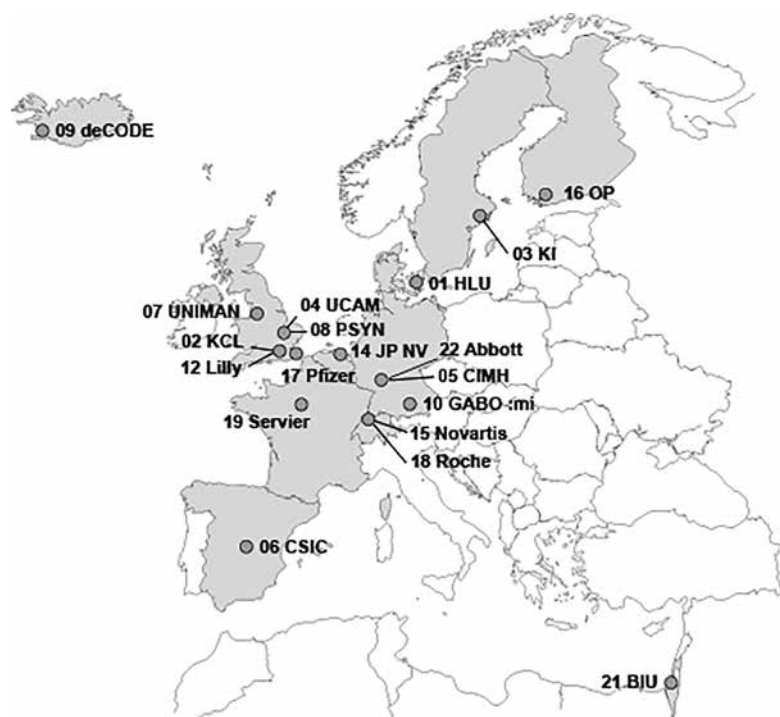 09 deCODE
16 OP
03 KI
01 HLU
04 UCAM
07 UNIMAN
08 PSYN
02 KCL
14 JP NV
22 Abbott
12 Lilly
17 Pfizer
05 CIMH
10 GABO :mi
19 Servier
15 Novartis
18 Roche
06 CSIC
21 BIU